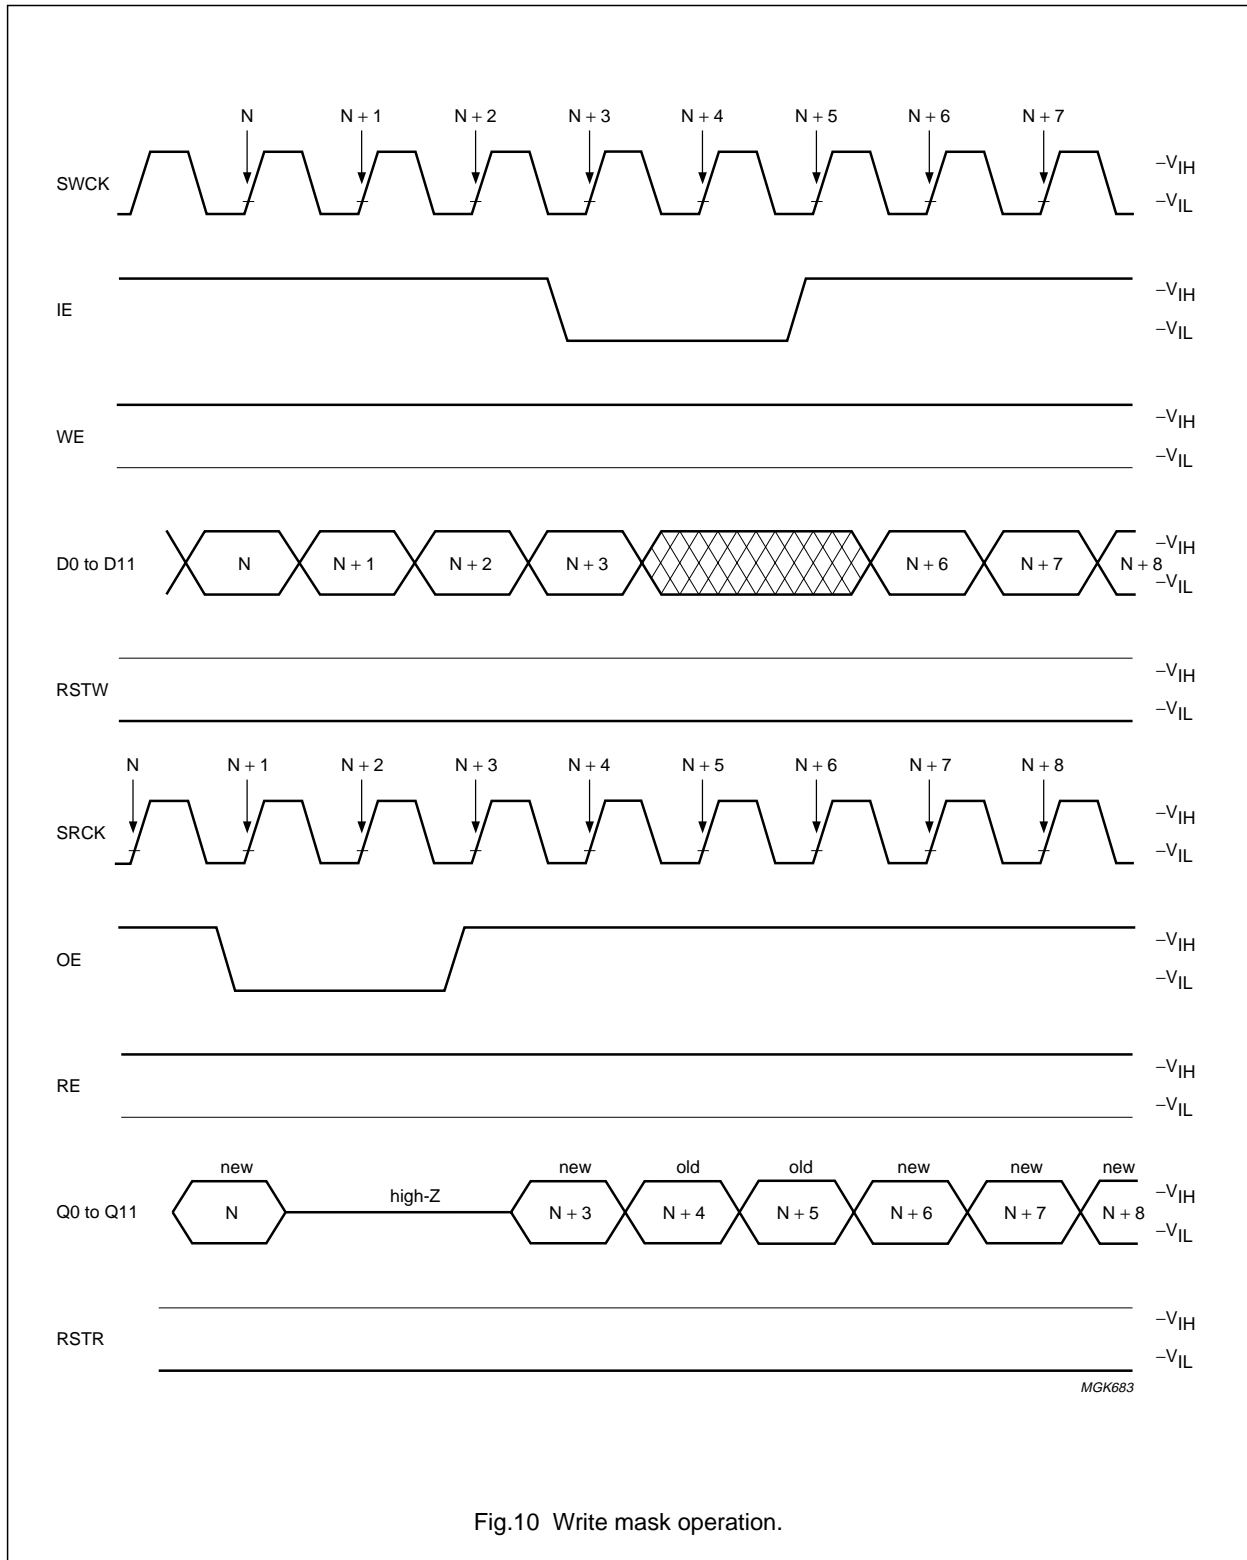 N N + 1 N + 2 N + 3 N + 4 N + 5 N + 6 N + 7
SWCK
–VIH
–VIL
IE
–VIH
–VIL
WE
–VIH
–VIL
D0 to D11
N N + 1 N + 2 N + 3 N + 6 N + 7 N + 8
–VIH
–VIL
RSTW
–VIH
–VIL
N N + 1 N + 2 N + 3 N + 4 N + 5 N + 6 N + 7 N + 8
SRCK
–VIH
–VIL
OE
–VIH
–VIL
RE
–VIH
–VIL
new new old old new new new
high-Z
Q0 to Q11
N N + 3 N + 4 N + 5 N + 6 N + 7 N + 8
–VIH
–VIL
RSTR
–VIH
–VIL
MGK683
Fig.10 Write mask operation.